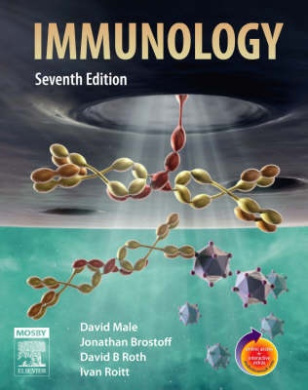 IMMUNOLOGY
Seventh Edition
MOSBY
ELSEVIER
David Male
Jonathan Brostoff
David B Roth
Ivan Roitt